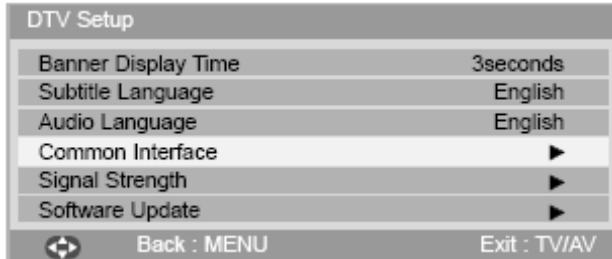 DTV Setup
Banner Display Time 3seconds
Subtitle Language English
Audio Language English
Common Interface ►
Signal Strength ►
Software Update ►
Back : MENU Exit : TV/AV